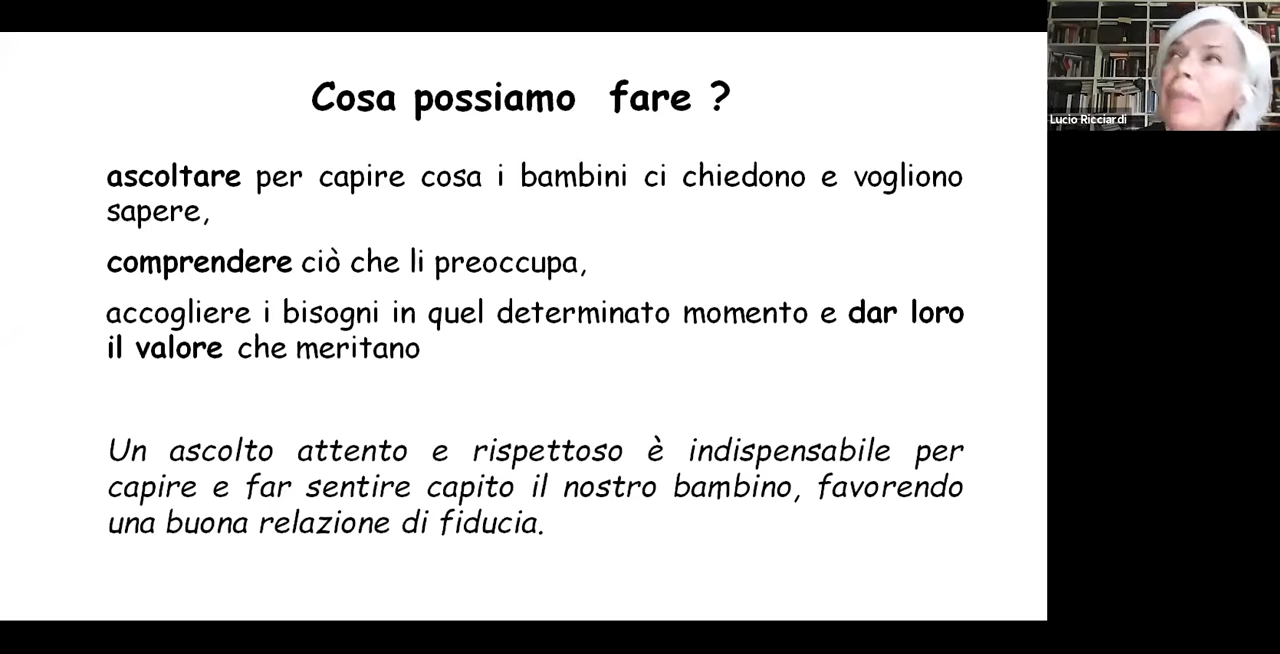 Cosa possiamo fare ?
ascoltare per capire cosa i bambini ci chiedono e vogliono
sapere,
comprendere ciò che li preoccupa,
accogliere i bisogni in quel determinato momento e dar loro
il valore che meritano
Un ascolto attento e rispettoso è indispensabile per
capire e far sentire capito il nostro bambino, favorendo
una buona relazione di fiducia.
Lucio Ricciardi